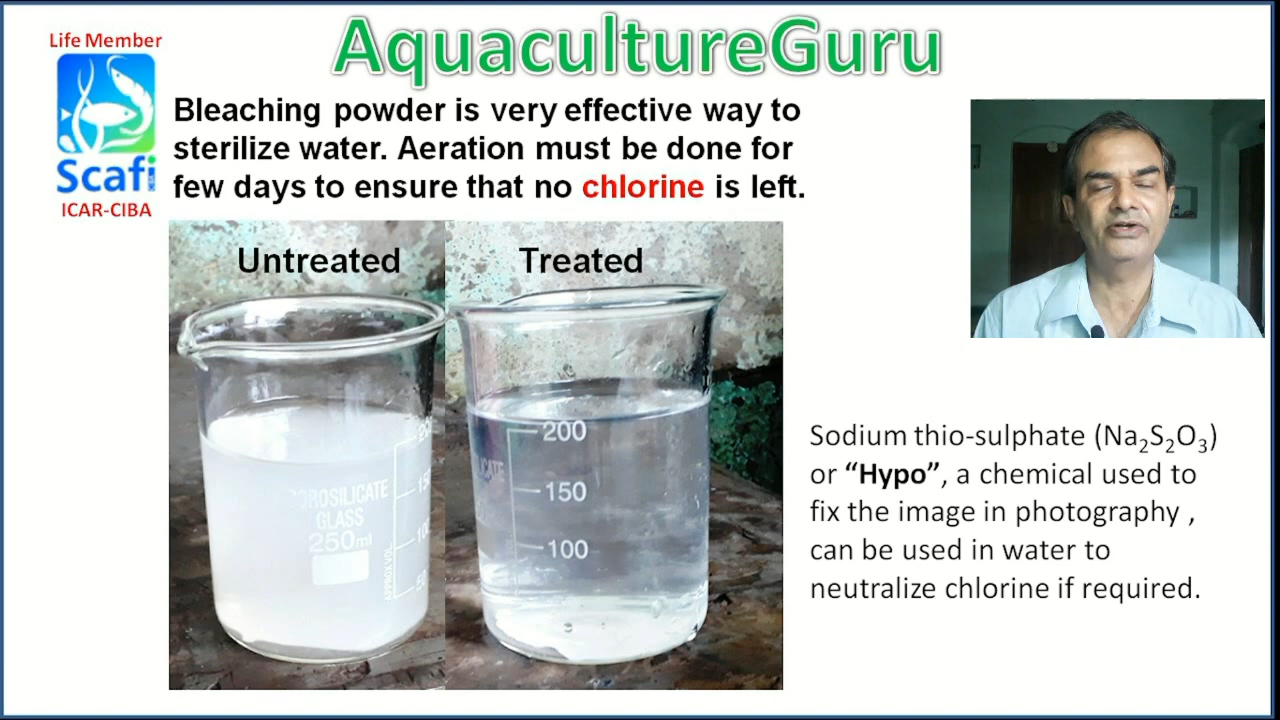 Life Member
AquacultureGuru
Scafi
ICAR-CIBA
Bleaching powder is very effective way to
sterilize water. Aeration must be done for
few days to ensure that no chlorine is left.
Untreated
Treated
BOROSILICATE
GLASS
250ml
APPROX.VOL.
200
150
100
Sodium thio-sulphate (Na₂S₂O₃)
or “Hypo”, a chemical used to
fix the image in photography ,
can be used in water to
neutralize chlorine if required.